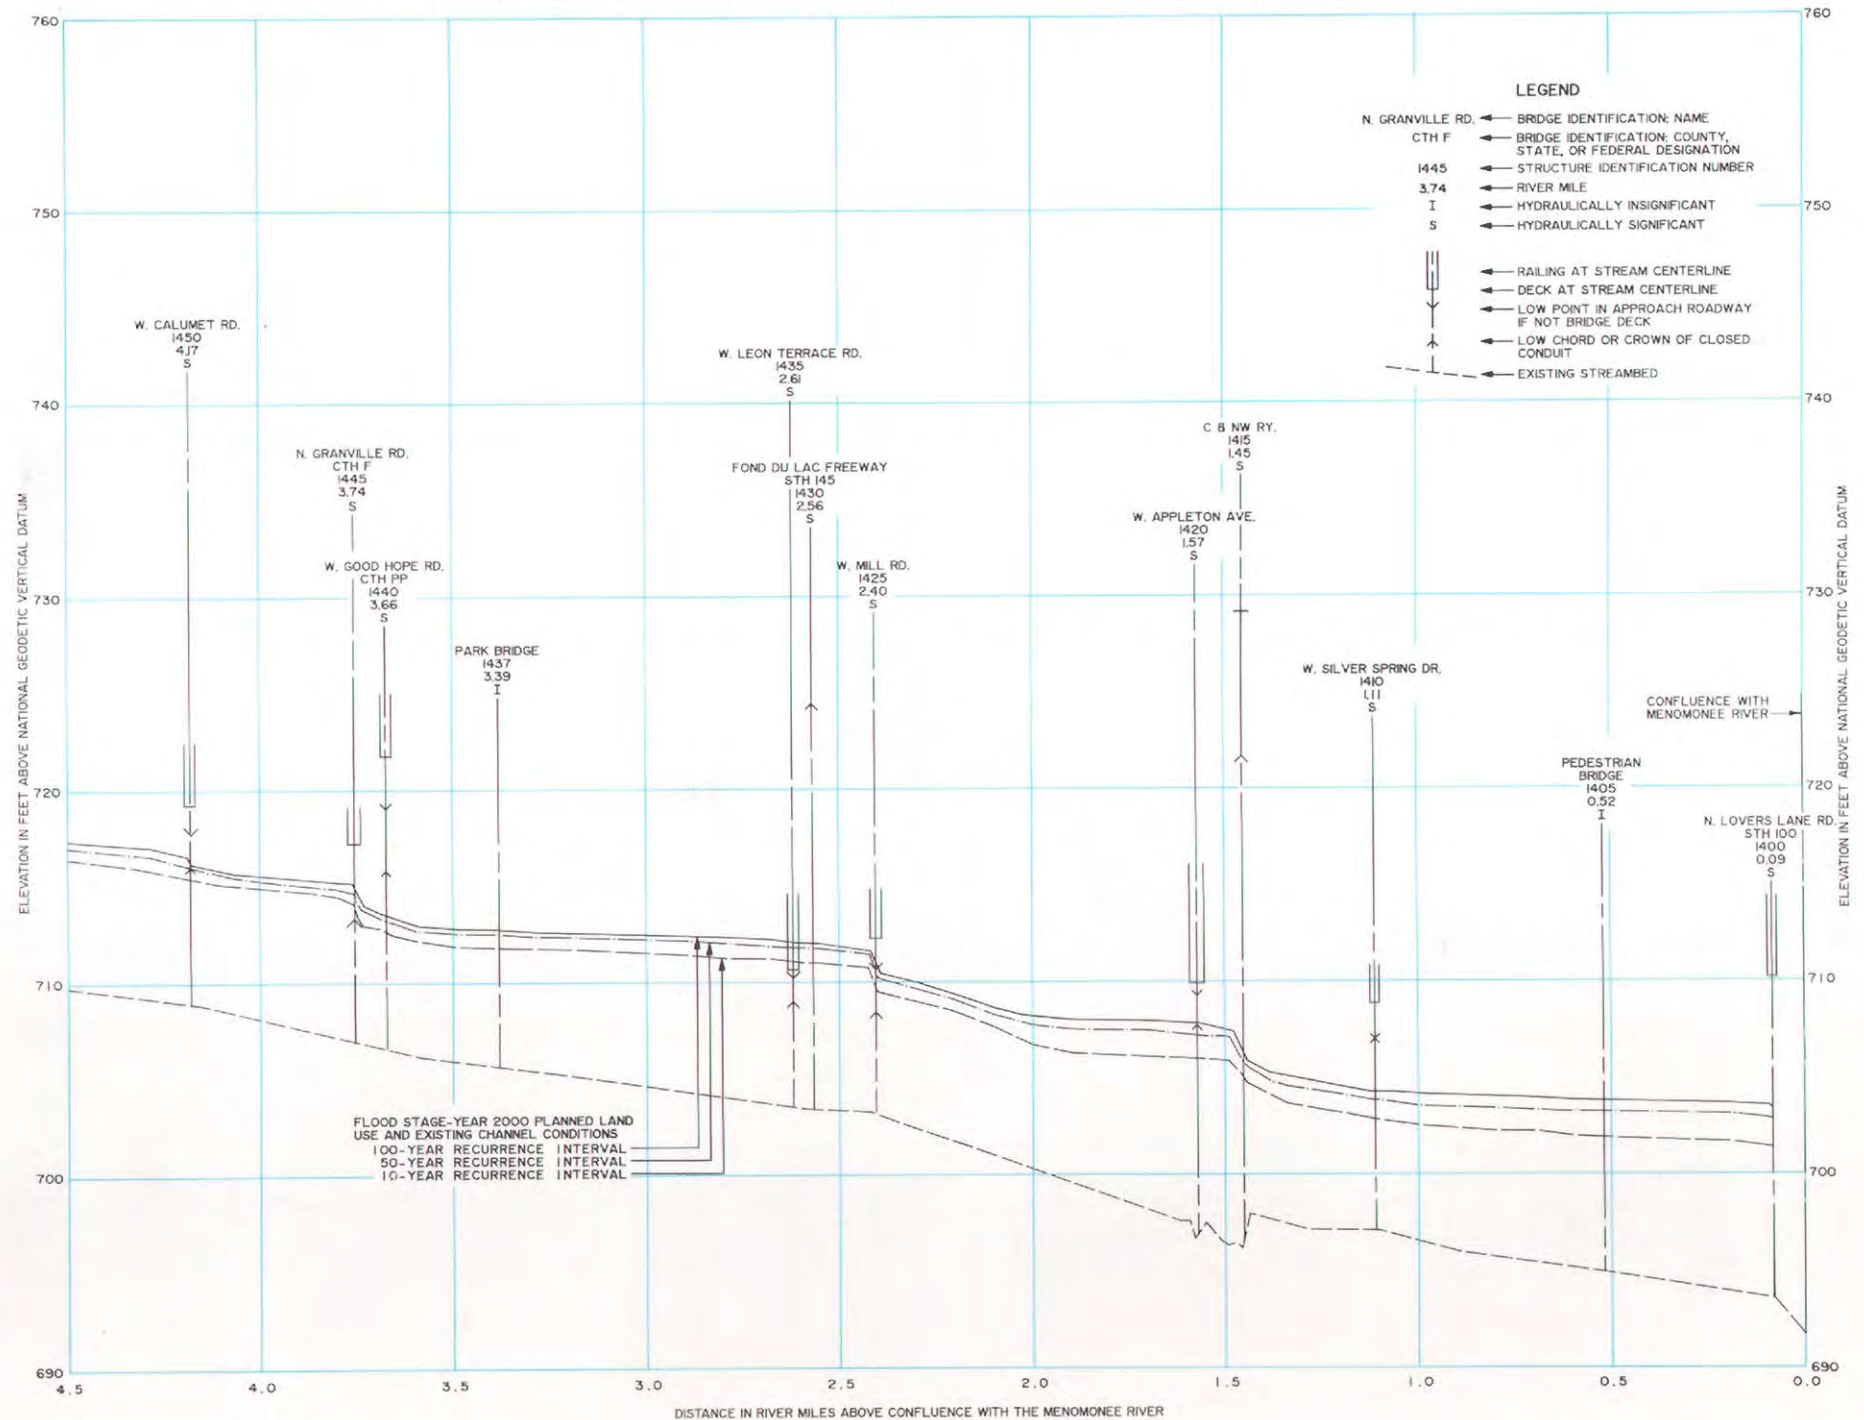 760
750
740
730
720
710
700
690
ELEVATION IN FEET ABOVE NATIONAL GEODETIC VERTICAL DATUM
760
750
740
730
720
710
700
690
ELEVATION IN FEET ABOVE NATIONAL GEODETIC VERTICAL DATUM
LEGEND
N. GRANVILLE RD. BRIDGE IDENTIFICATION: NAME
CTH F BRIDGE IDENTIFICATION: COUNTY,
STATE, OR FEDERAL DESIGNATION
1445 STRUCTURE IDENTIFICATION NUMBER
3.74 RIVER MILE
I HYDRAULICALLY INSIGNIFICANT
S HYDRAULICALLY SIGNIFICANT
RAILING AT STREAM CENTERLINE
DECK AT STREAM CENTERLINE
LOW POINT IN APPROACH ROADWAY
IF NOT BRIDGE DECK
LOW CHORD OR CROWN OF CLOSED
CONDUIT
EXISTING STREAMBED
W. CALUMET RD.
1450
4.17
S
N. GRANVILLE RD.
CTH F
1445
3.74
S
W. GOOD HOPE RD.
CTH PP
1440
3.66
S
PARK BRIDGE
1437
3.39
I
W. LEON TERRACE RD.
1435
2.61
S
FOND DU LAC FREEWAY
STH 145
1430
2.56
S
W. MILL RD.
1425
2.40
S
W. APPLETON AVE.
1420
1.57
S
C & NW RY.
1415
1.45
S
W. SILVER SPRING DR.
1410
1.11
S
CONFLUENCE WITH
MENOMONEE RIVER
PEDESTRIAN
BRIDGE
1405
0.52
I
N. LOVERS LANE RD.
STH 100
1400
0.09
S
FLOOD STAGE-YEAR 2000 PLANNED LAND
USE AND EXISTING CHANNEL CONDITIONS
100-YEAR RECURRENCE INTERVAL
50-YEAR RECURRENCE INTERVAL
10-YEAR RECURRENCE INTERVAL
4.5 4.0 3.5 3.0 2.5 2.0 1.5 1.0 0.5 0.0
DISTANCE IN RIVER MILES ABOVE CONFLUENCE WITH THE MENOMONEE RIVER